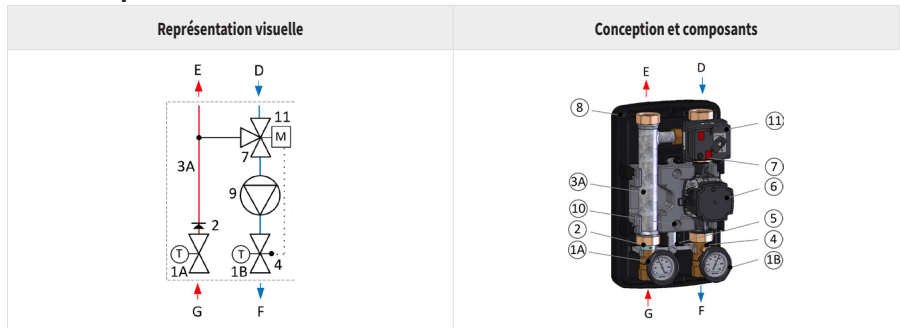 Représentation visuelle
Conception et composants
E D
11
M
7
3A
9
2
T T
1A 1B 4
G F
E D
8
11
7
3A
6
10
5
2
4
1A
1B
G F